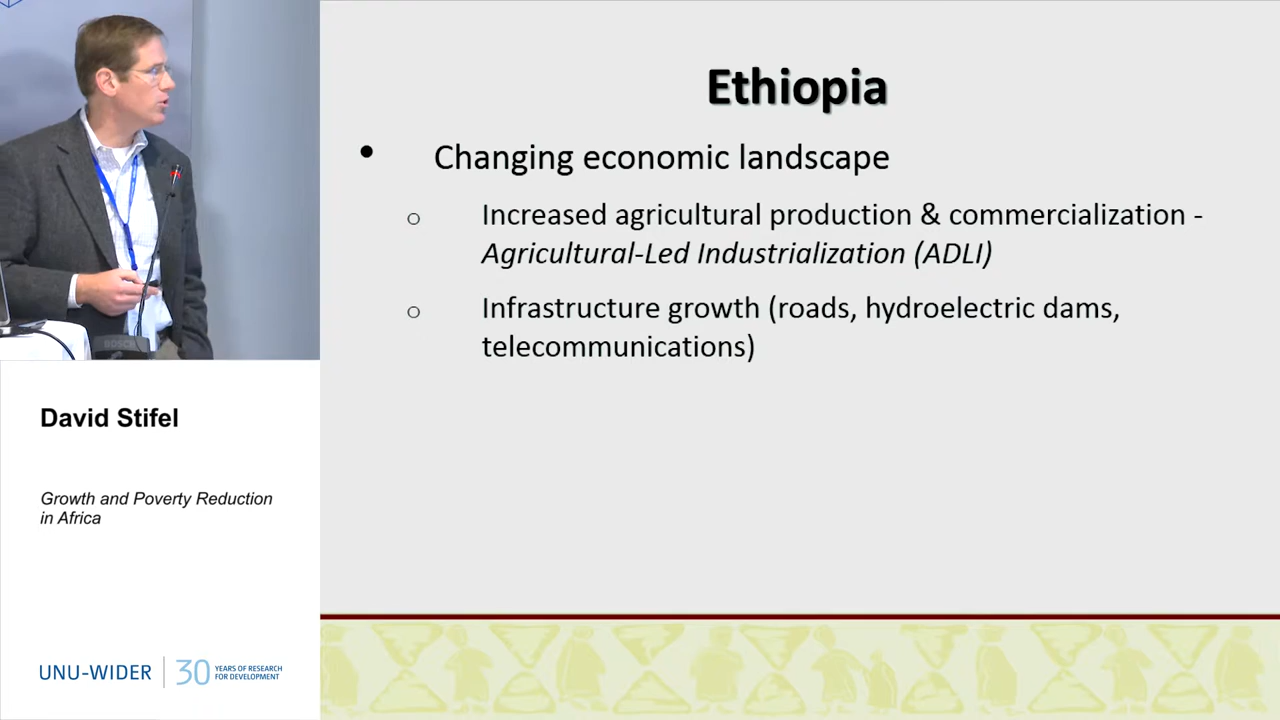 Ethiopia
• Changing economic landscape
o Increased agricultural production & commercialization -
Agricultural-Led Industrialization (ADLI)
o Infrastructure growth (roads, hydroelectric dams,
telecommunications)
BOSCH
David Stifel
Growth and Poverty Reduction
in Africa
UNU-WIDER
30 YEARS OF RESEARCH
FOR DEVELOPMENT